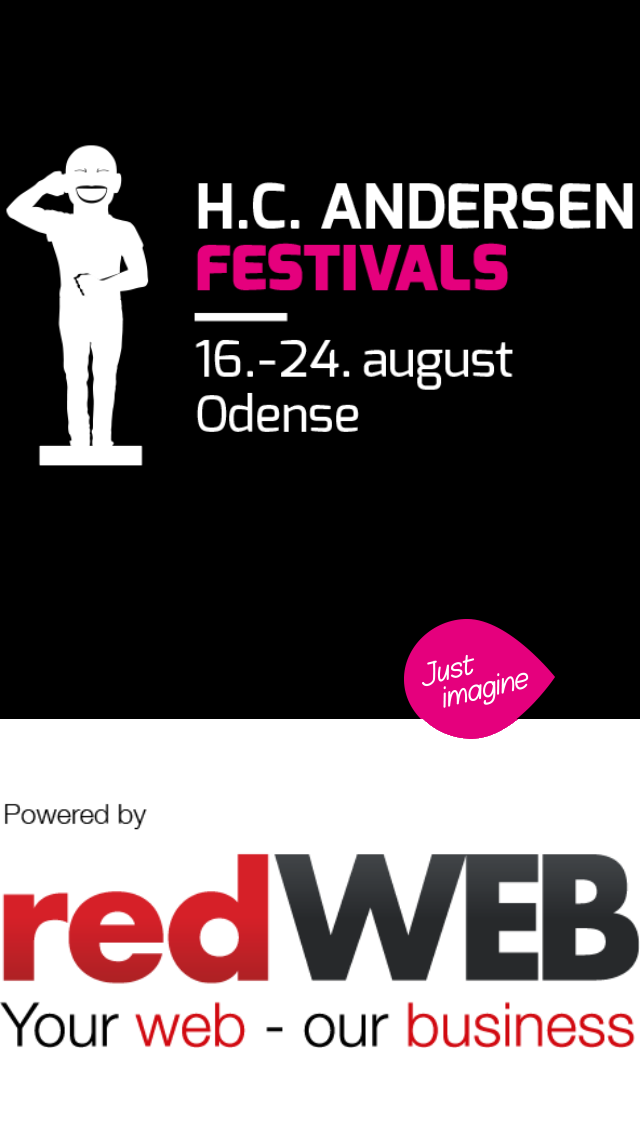 H.C. ANDERSEN
FESTIVALS
16.-24. august
Odense
Just
imagine
Powered by
redWEB
Your web - our business